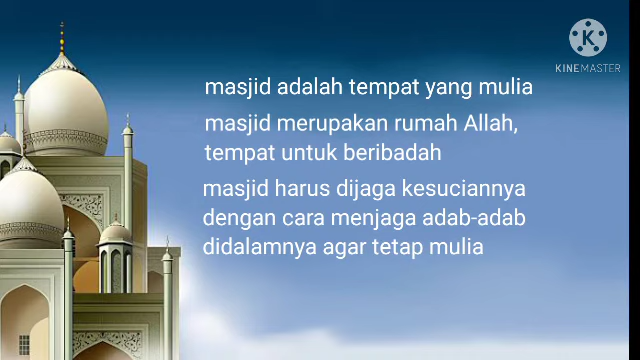 KINEMASTER
masjid adalah tempat yang mulia
masjid merupakan rumah Allah,
tempat untuk beribadah
masjid harus dijaga kesuciannya
dengan cara menjaga adab-adab
didalamnya agar tetap mulia